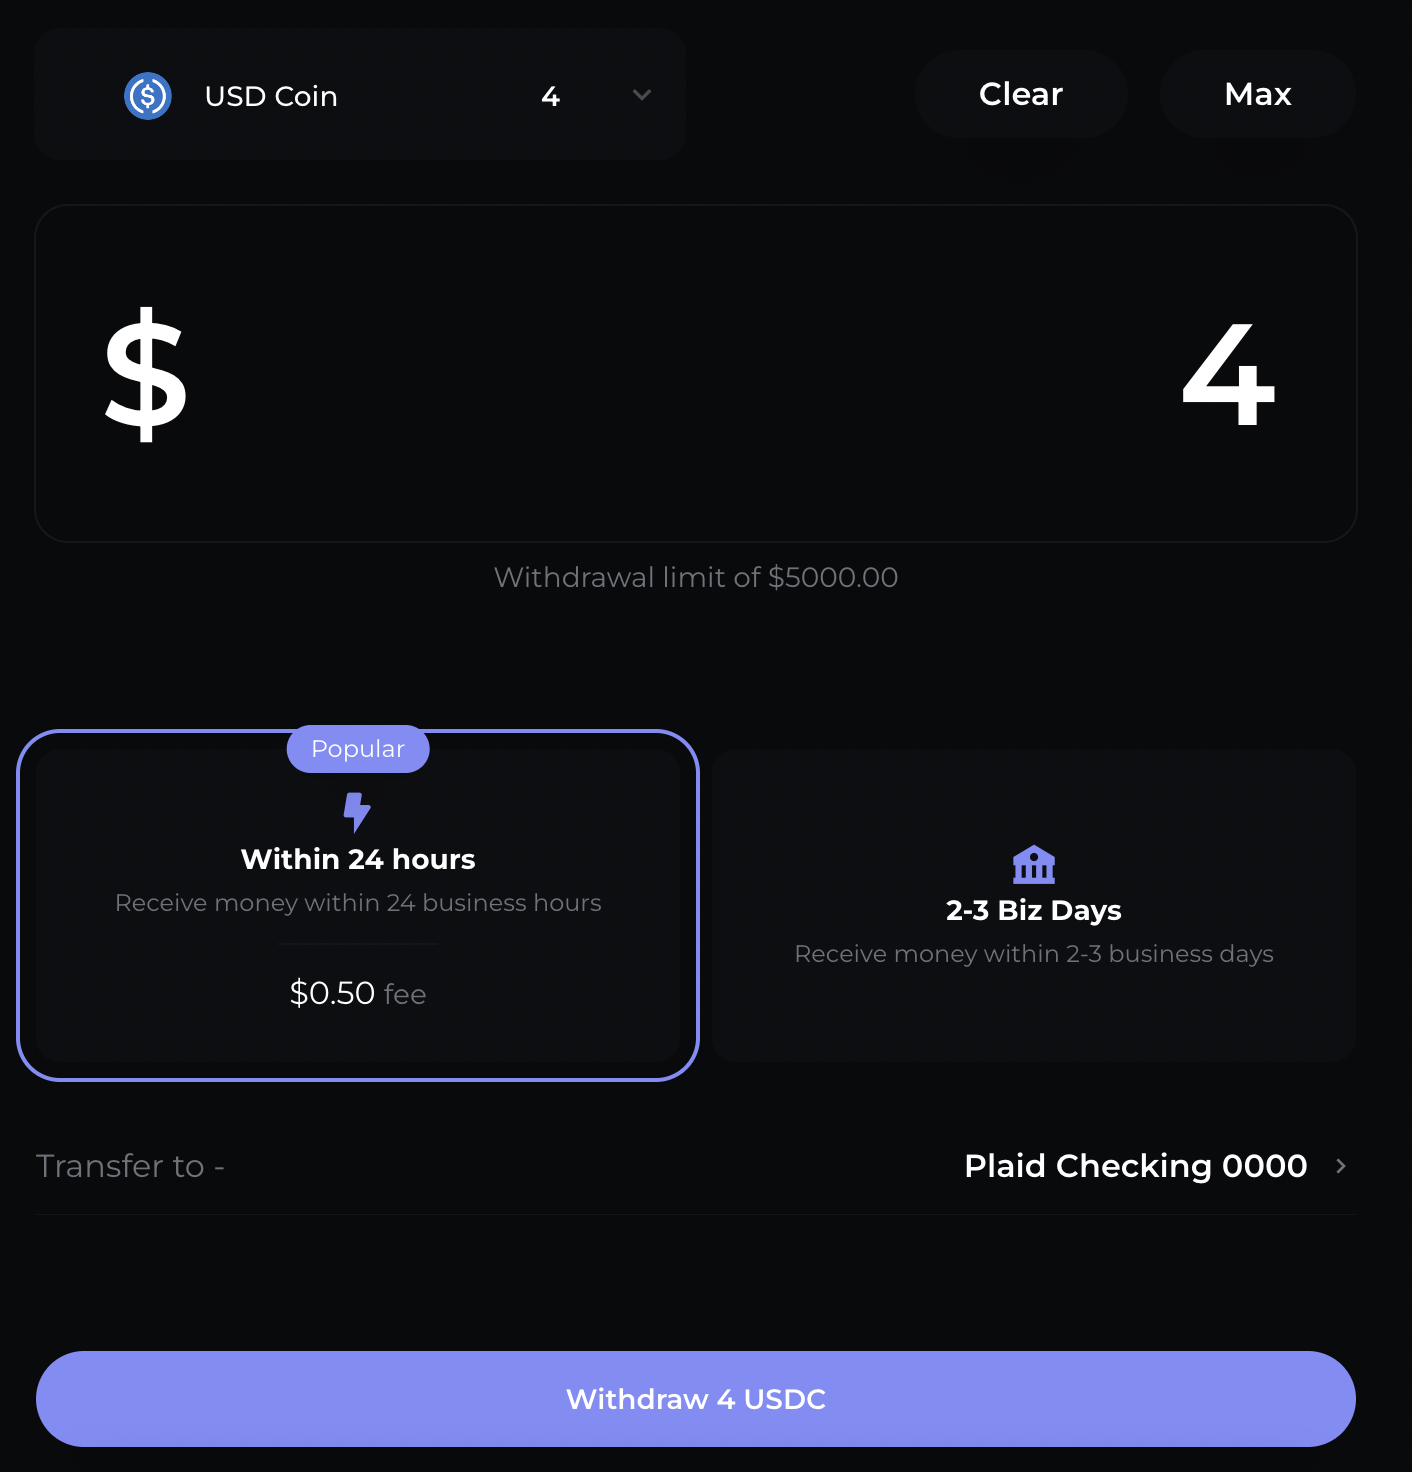 USD Coin 4
Clear
Max
$ 4
Withdrawal limit of $5000.00
Popular
Within 24 hours
Receive money within 24 business hours
$0.50 fee
2-3 Biz Days
Receive money within 2-3 business days
Transfer to - Plaid Checking 0000
Withdraw 4 USDC